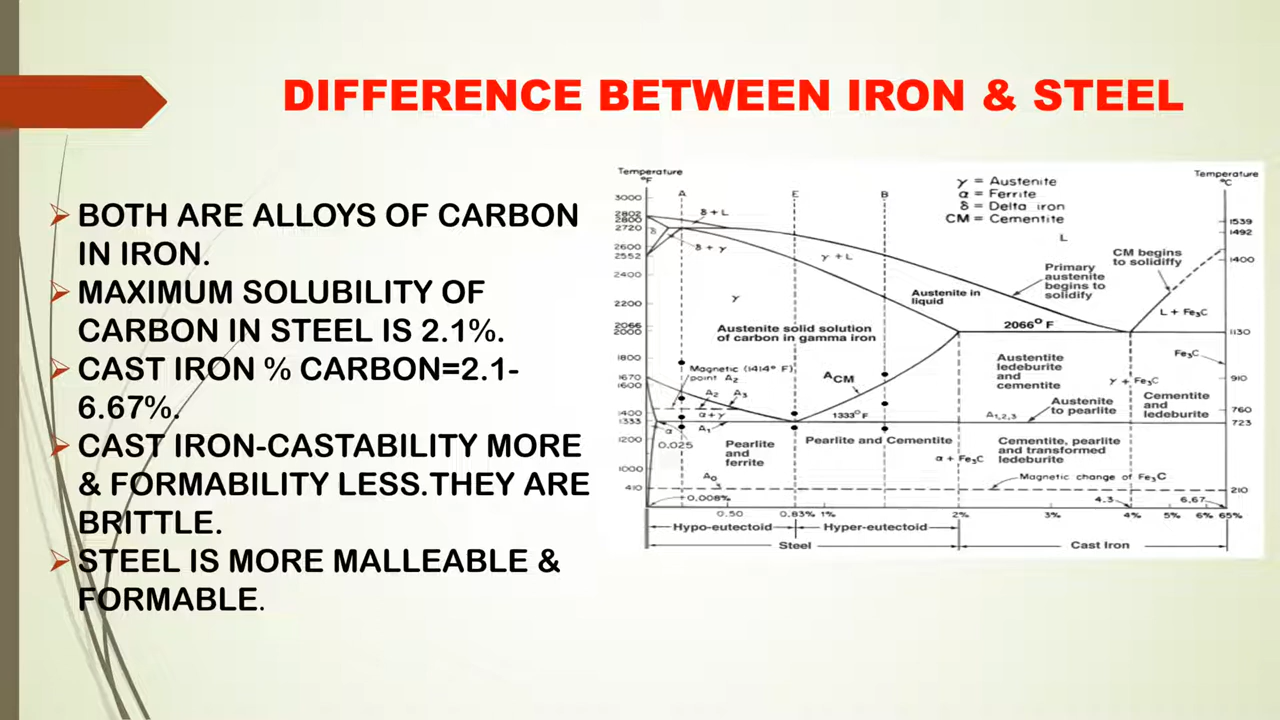 DIFFERENCE BETWEEN IRON & STEEL
BOTH ARE ALLOYS OF CARBON
IN IRON.
MAXIMUM SOLUBILITY OF
CARBON IN STEEL IS 2.1%.
CAST IRON % CARBON=2.1-
6.67%.
CAST IRON-CASTABILITY MORE
& FORMABILITY LESS.THEY ARE
BRITTLE.
STEEL IS MORE MALLEABLE &
FORMABLE.
Temperature
°F
A
E
B
Temperature
°C
γ = Austenite
α = Ferrite
δ = Delta iron
CM = Cementite
3000
2802
2800
2720
2600
2552
2400
2200
2066
2000
1800
1670
1600
1400
1333
1200
1000
410
δ + L
δ
δ + γ
γ
γ + L
L
Austenite in
liquid
Primary
austenite
begins to
solidify
CM begins
to solidiffy
L + Fe₃C
1539
1492
1400
1130
910
760
723
210
Austenite solid solution
of carbon in gamma iron
2066° F
Magnetic (1414° F)
point A₂
A₂
A₃
α + γ
A₁
α
0.025
ACM
1333° F
Austentite
ledeburite
and
cementite
Fe₃C
γ + Fe₃C
Cementite
and
ledeburite
A₁,₂,₃
Austenite
to pearlite
Pearlite
and
ferrite
Pearlite and Cementite
α + Fe₃C
Cementite, pearlite
and transformed
ledeburite
A₀
Magnetic change of Fe₃C
0,008%
4.3
6,67
0.50
0.83%
1%
2%
3%
4%
5%
6%
65%
Hypo-eutectoid
Hyper-eutectoid
Steel
Cast Iron